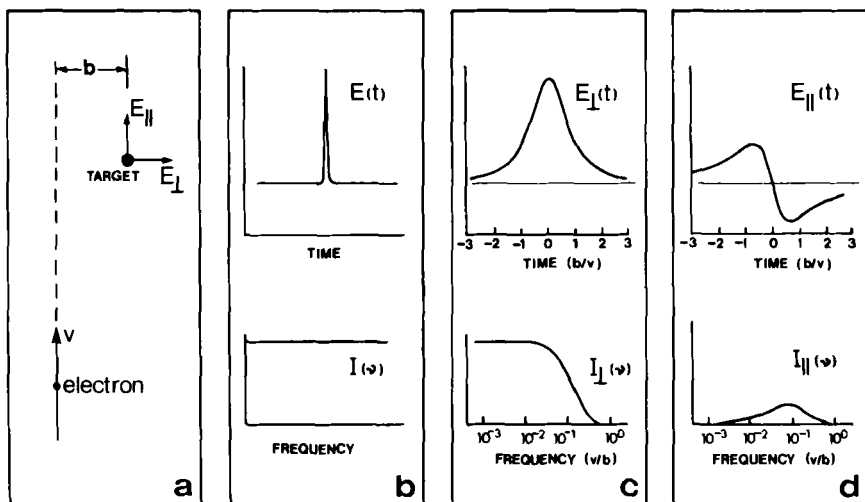 b
E∥
TARGET
E⊥
v
electron
a
E(t)
TIME
I(ν)
FREQUENCY
b
E⊥(t)
-3 -2 -1 0 1 2 3
TIME (b/v)
I⊥(ν)
10⁻³ 10⁻² 10⁻¹ 10⁰
FREQUENCY (v/b)
c
E∥(t)
-3 -2 -1 0 1 2 3
TIME (b/v)
I∥(ν)
10⁻³ 10⁻² 10⁻¹ 10⁰
FREQUENCY (v/b)
d